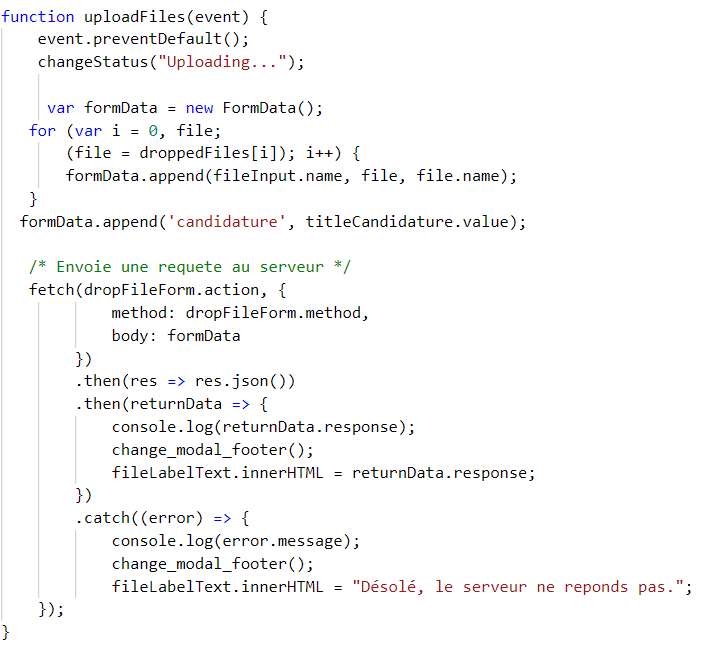 function uploadFiles(event) {
    event.preventDefault();
    changeStatus("Uploading...");

     var formData = new FormData();
   for (var i = 0, file;
       (file = droppedFiles[i]); i++) {
       formData.append(fileInput.name, file, file.name);
   }
  formData.append('candidature', titleCandidature.value);

   /* Envoie une requete au serveur */
   fetch(dropFileForm.action, {
            method: dropFileForm.method,
            body: formData
        })
        .then(res => res.json())
        .then(returnData => {
            console.log(returnData.response);
            change_modal_footer();
            fileLabelText.innerHTML = returnData.response;
        })
        .catch((error) => {
            console.log(error.message);
            change_modal_footer();
            fileLabelText.innerHTML = "Désolé, le serveur ne reponds pas.";
    });
}